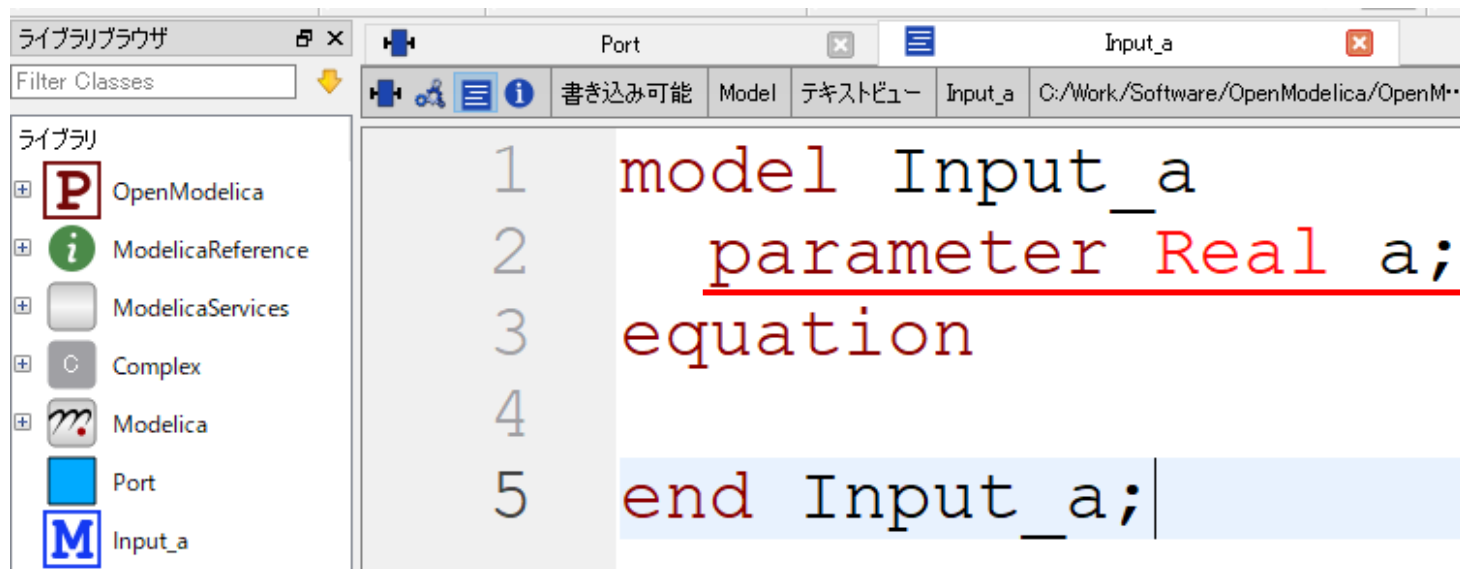 ライブラリブラウザ
Filter Classes
ライブラリ
P OpenModelica
i ModelicaReference
ModelicaServices
C Complex
m Modelica
Port
M Input_a
Port Input_a
i 書き込み可能 Model テキストビュー Input_a C:/Work/Software/OpenModelica/OpenM…
1 model Input_a
2 parameter Real a;
3 equation
4
5 end Input_a;